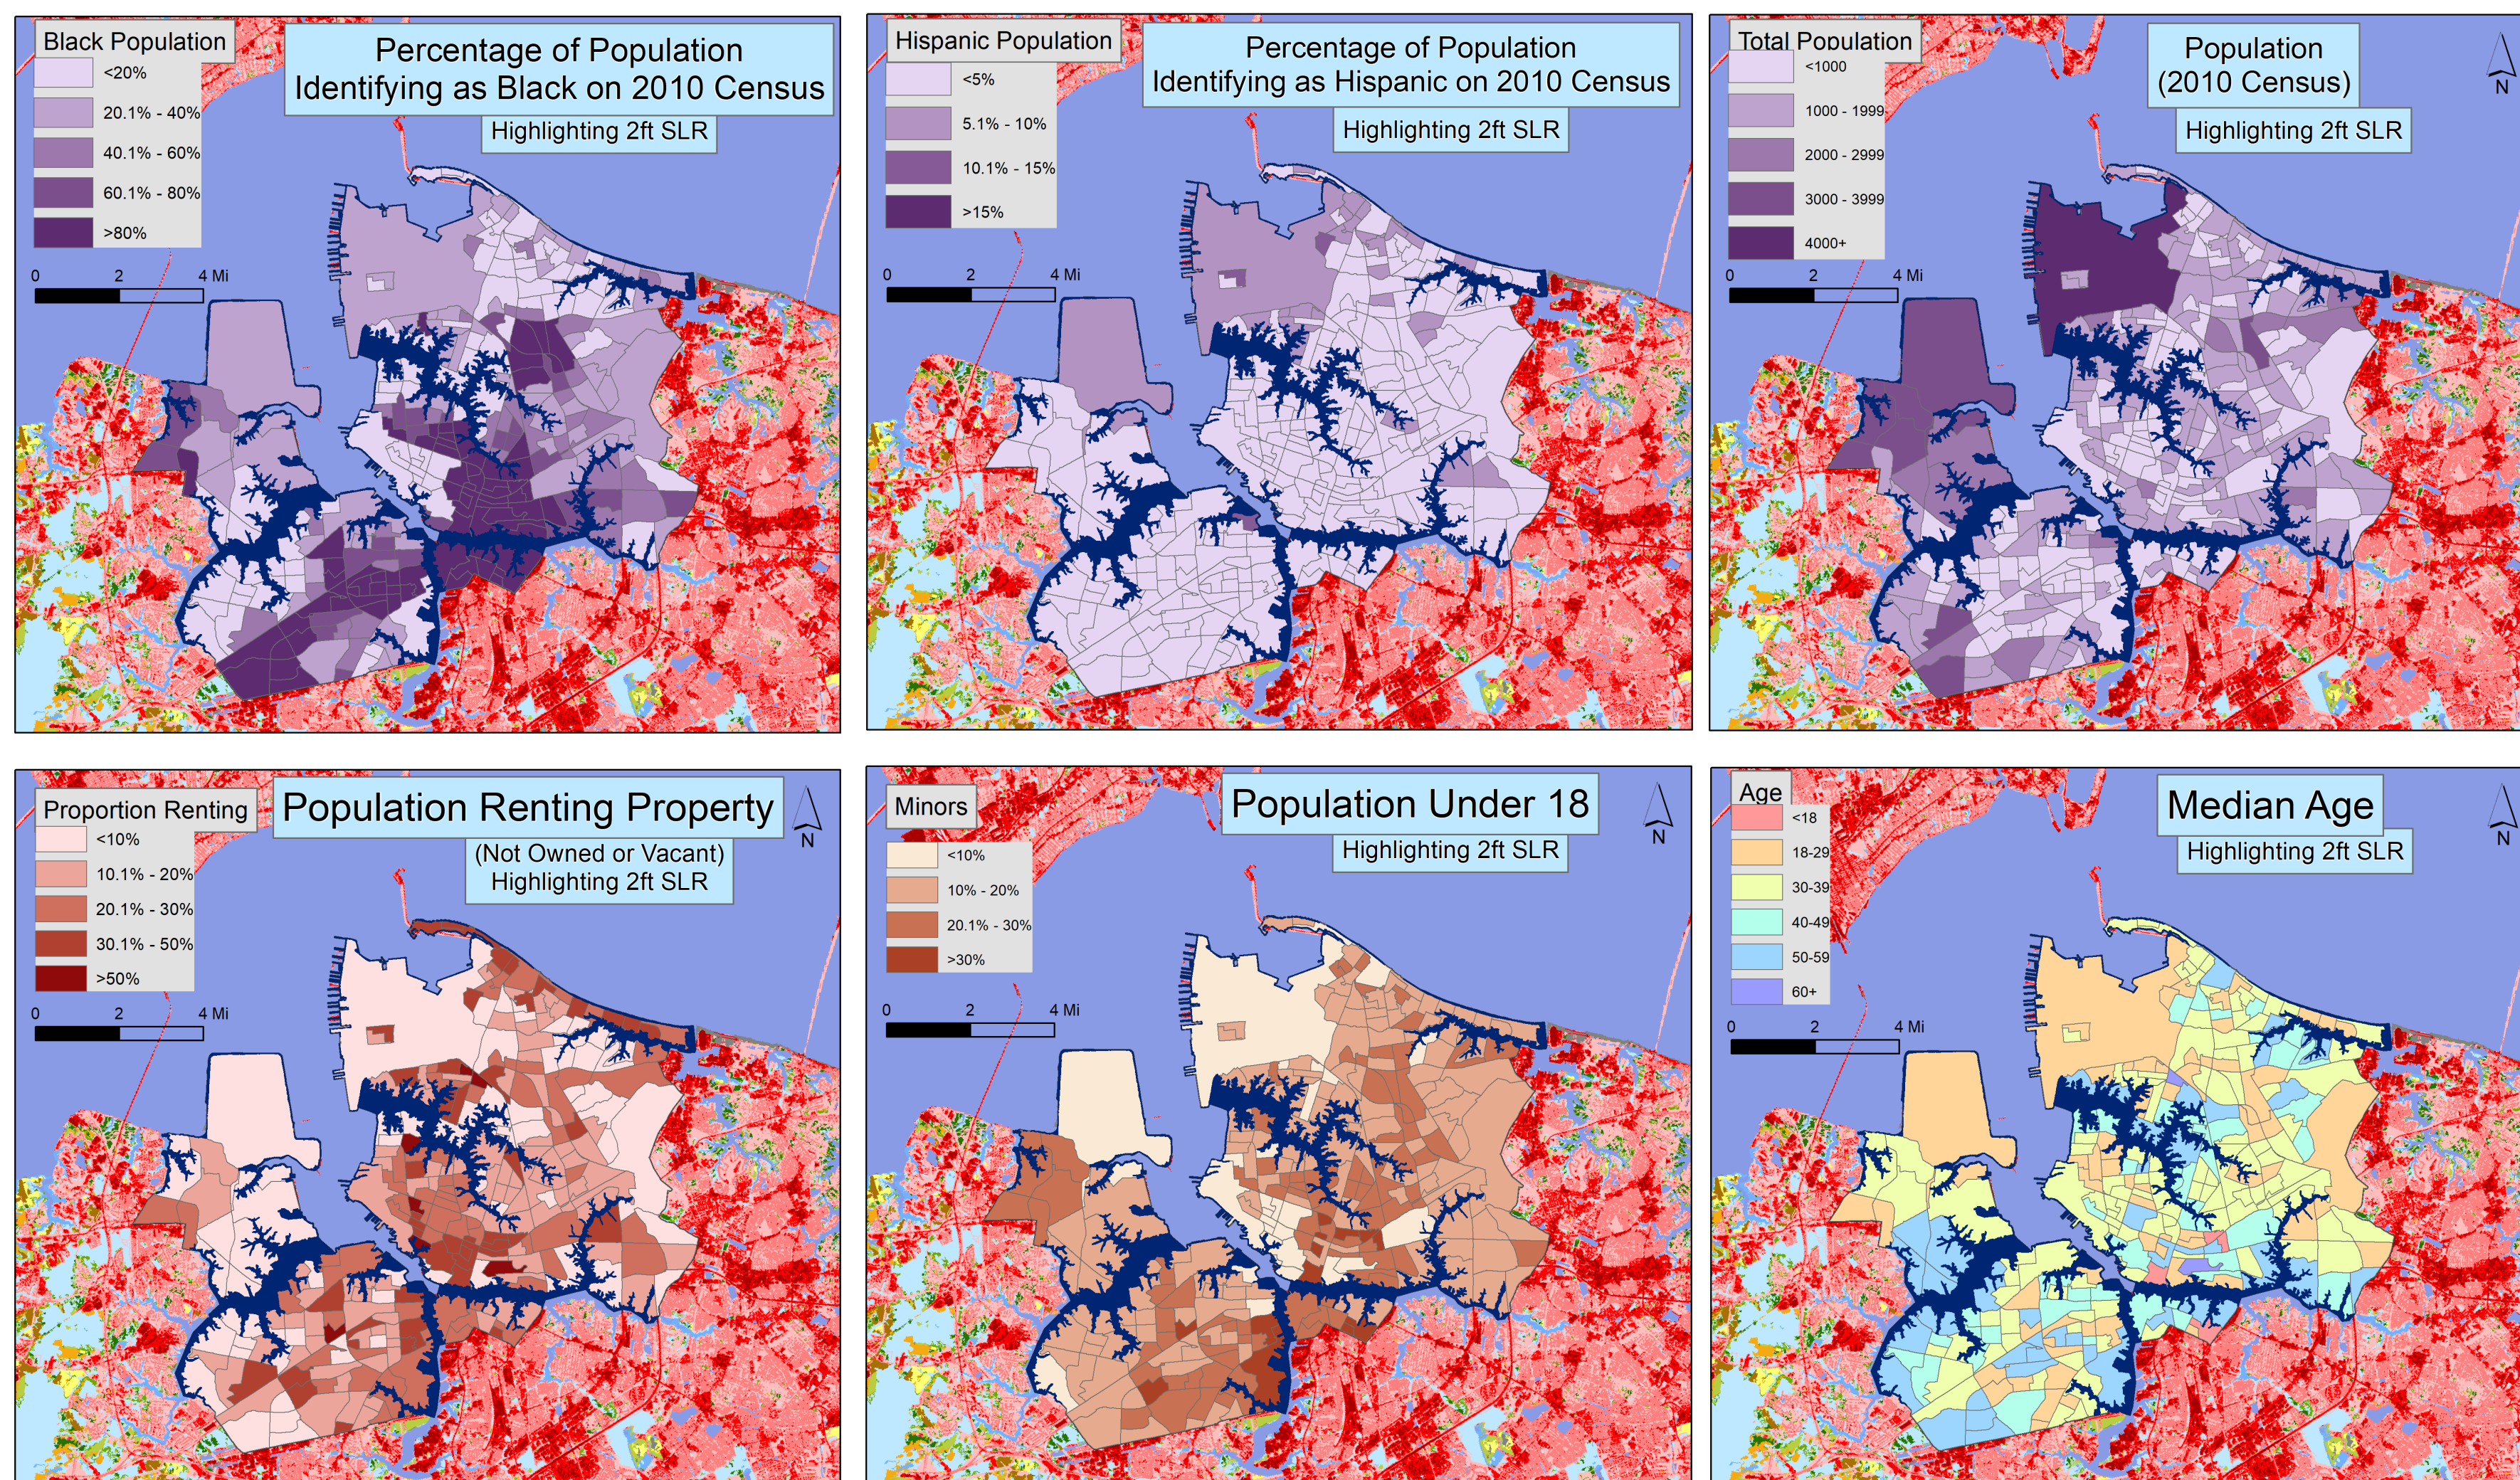 Black Population
<20%
20.1% - 40%
40.1% - 60%
60.1% - 80%
>80%
0 2 4 Mi
Percentage of Population
Identifying as Black on 2010 Census
Highlighting 2ft SLR
Hispanic Population
<5%
5.1% - 10%
10.1% - 15%
>15%
0 2 4 Mi
Percentage of Population
Identifying as Hispanic on 2010 Census
Highlighting 2ft SLR
Total Population
<1000
1000 - 1999
2000 - 2999
3000 - 3999
4000+
0 2 4 Mi
Population
(2010 Census)
Highlighting 2ft SLR
N
Proportion Renting
<10%
10.1% - 20%
20.1% - 30%
30.1% - 50%
>50%
0 2 4 Mi
Population Renting Property
(Not Owned or Vacant)
Highlighting 2ft SLR
N
Minors
<10%
10% - 20%
20.1% - 30%
>30%
0 2 4 Mi
Population Under 18
Highlighting 2ft SLR
N
Age
<18
18-29
30-39
40-49
50-59
60+
0 2 4 Mi
Median Age
Highlighting 2ft SLR
N